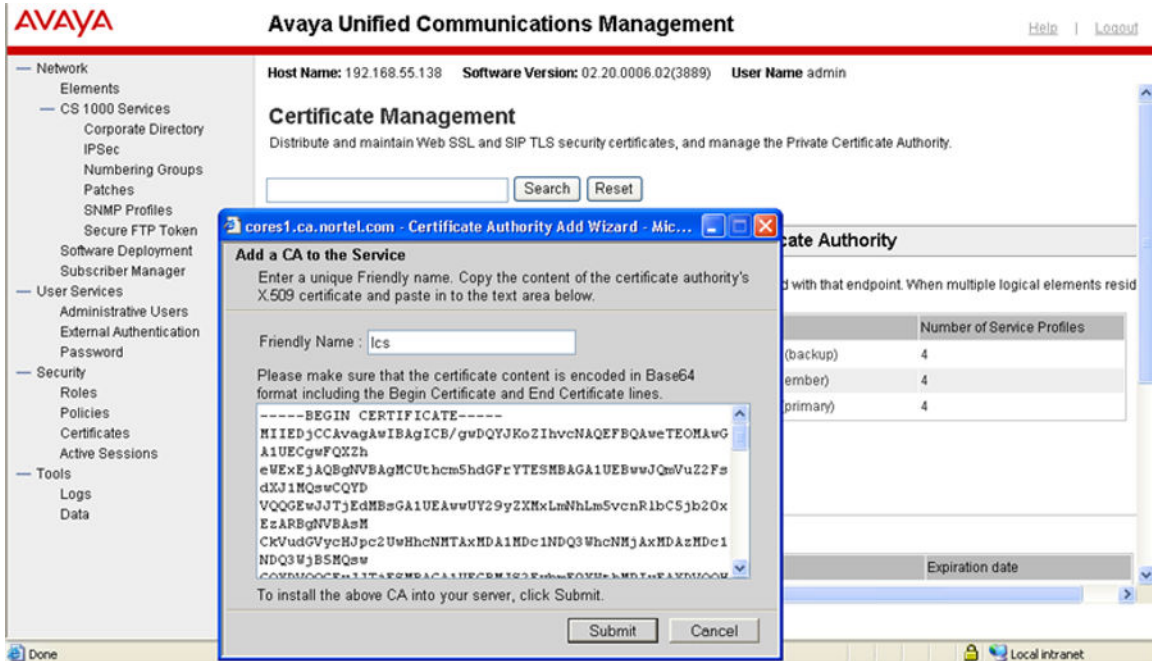 AVAYA
Avaya Unified Communications Management
Help | Logout
— Network
Elements
— CS 1000 Services
Corporate Directory
IPSec
Numbering Groups
Patches
SNMP Profiles
Secure FTP Token
Software Deployment
Subscriber Manager
— User Services
Administrative Users
External Authentication
Password
— Security
Roles
Policies
Certificates
Active Sessions
— Tools
Logs
Data
Host Name: 192.168.55.138 Software Version: 02.20.0006.02(3889) User Name admin
Certificate Management
Distribute and maintain Web SSL and SIP TLS security certificates, and manage the Private Certificate Authority.
Search Reset
cate Authority
d with that endpoint. When multiple logical elements resid
Number of Service Profiles
(backup) 4
ember) 4
primary) 4
Expiration date
cores1.ca.nortel.com - Certificate Authority Add Wizard - Mic...
Add a CA to the Service
Enter a unique Friendly name. Copy the content of the certificate authority's
X.509 certificate and paste in to the text area below.
Friendly Name : lcs
Please make sure that the certificate content is encoded in Base64
format including the Begin Certificate and End Certificate lines.
-----BEGIN CERTIFICATE-----
MIIEDjCCAvagAwIBAgICB/gwDQYJKoZIhvcNAQEFBQAweTEOMAwG
A1UECgwFQXZh
eWExEjAQBgNVBAgMCUthcm5hdGFrYTESMBAGA1UEBwwJQmVuZ2Fs
dXJ1MQswCQYD
VQQGEwJJTjEdMBsGA1UEAwwUY29yZXMxLmNhLm5vcnRlbC5jb20x
EzARBgNVBAsM
CkVudGVycHJpc2UwHhcNMTAxMDA1MDc1NDQ3WhcNMjAxMDAzMDc1
NDQ3WjB5MQsw
To install the above CA into your server, click Submit.
Submit Cancel
Done
Local intranet